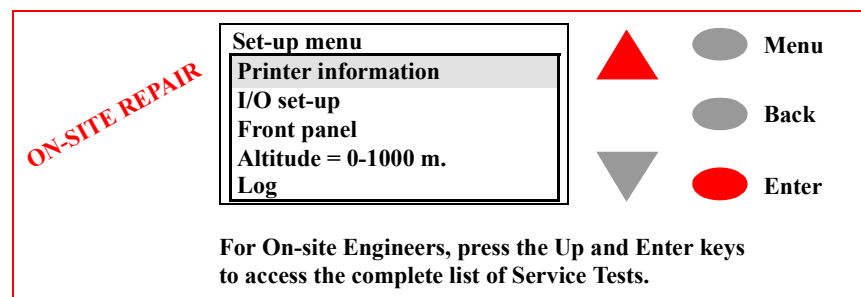 ON-SITE REPAIR
Set-up menu
Printer information
I/O set-up
Front panel
Altitude = 0-1000 m.
Log
Menu
Back
Enter
For On-site Engineers, press the Up and Enter keys
to access the complete list of Service Tests.